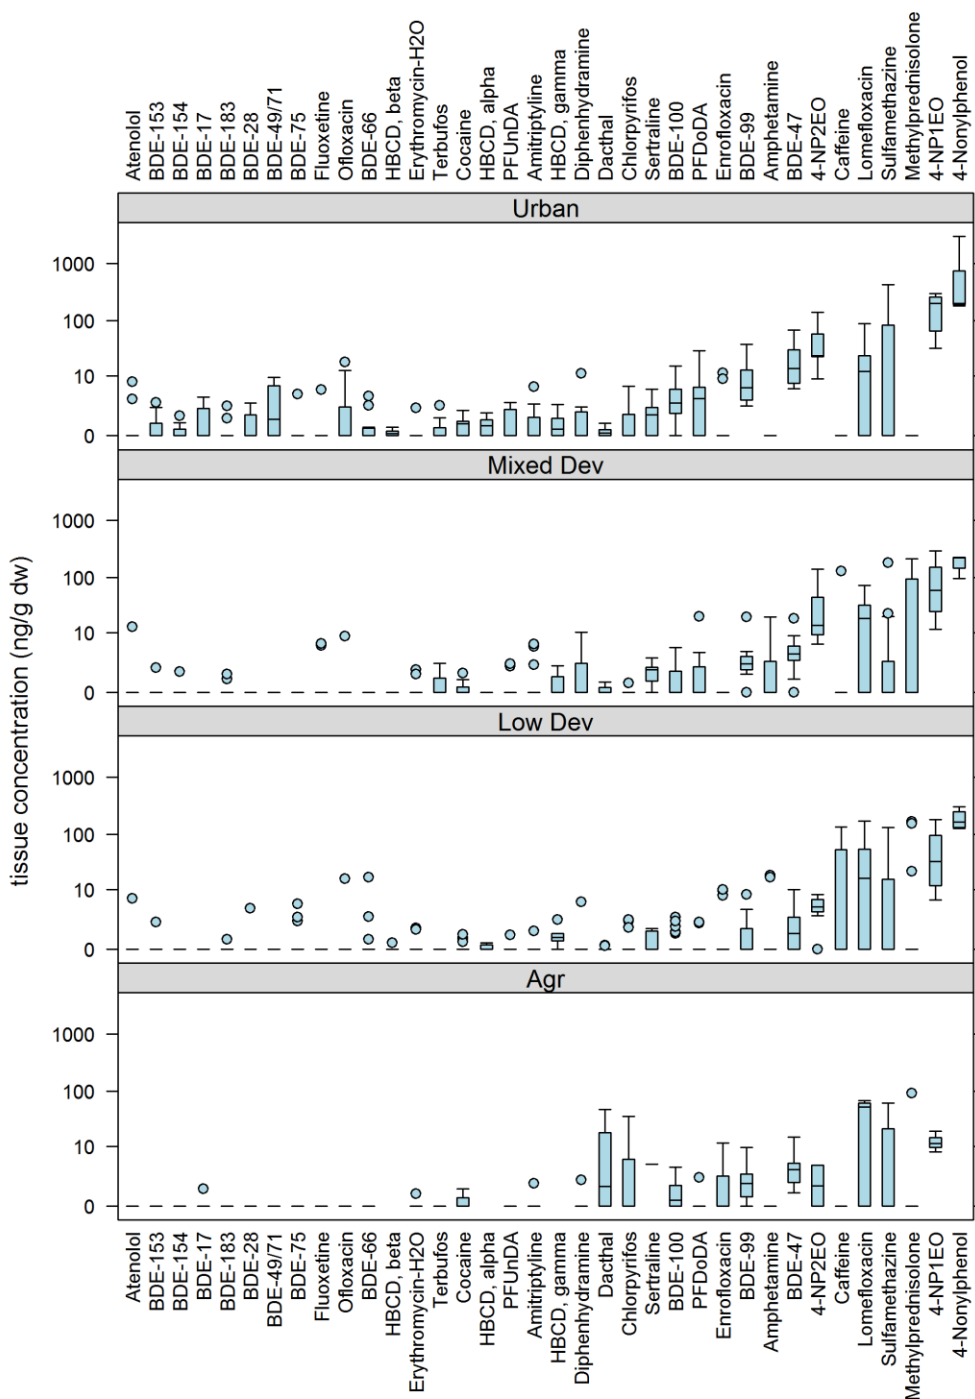 Atenolol
BDE-153
BDE-154
BDE-17
BDE-183
BDE-28
BDE-49/71
BDE-75
Fluoxetine
Ofloxacin
BDE-66
HBCD, beta
Erythromycin-H2O
Terbufos
Cocaine
HBCD, alpha
PFUnDA
Amitriptyline
HBCD, gamma
Diphenhydramine
Dacthal
Chlorpyrifos
Sertraline
BDE-100
PFDoDA
Enrofloxacin
BDE-99
Amphetamine
BDE-47
4-NP2EO
Caffeine
Lomefloxacin
Sulfamethazine
Methylprednisolone
4-NP1EO
4-Nonylphenol
Urban
1000
100
10
0
Mixed Dev
1000
100
10
0
tissue concentration (ng/g dw)
Low Dev
1000
100
10
0
Agr
1000
100
10
0
Atenolol
BDE-153
BDE-154
BDE-17
BDE-183
BDE-28
BDE-49/71
BDE-75
Fluoxetine
Ofloxacin
BDE-66
HBCD, beta
Erythromycin-H2O
Terbufos
Cocaine
HBCD, alpha
PFUnDA
Amitriptyline
HBCD, gamma
Diphenhydramine
Dacthal
Chlorpyrifos
Sertraline
BDE-100
PFDoDA
Enrofloxacin
BDE-99
Amphetamine
BDE-47
4-NP2EO
Caffeine
Lomefloxacin
Sulfamethazine
Methylprednisolone
4-NP1EO
4-Nonylphenol